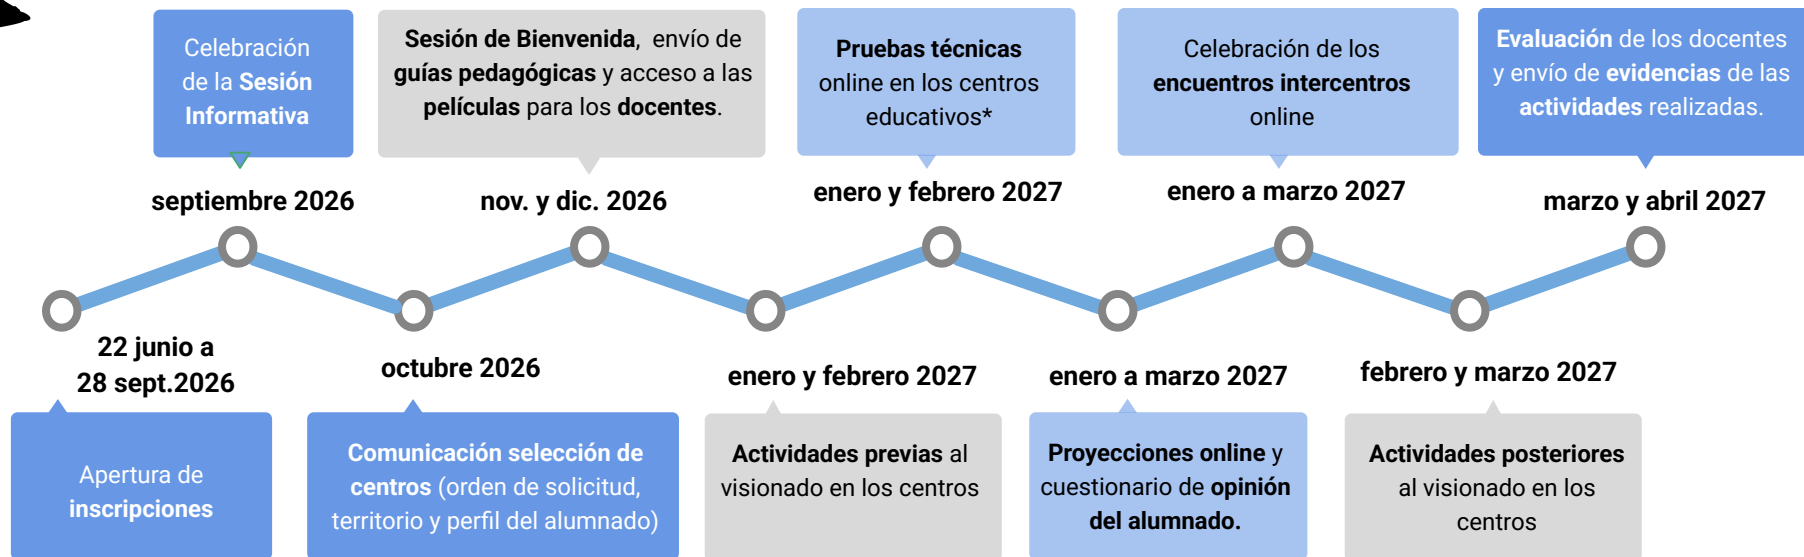 Celebración
de la Sesión
Informativa
septiembre 2026
Sesión de Bienvenida, envío de
guías pedagógicas y acceso a las
películas para los docentes.
nov. y dic. 2026
Pruebas técnicas
online en los centros
educativos*
enero y febrero 2027
Celebración de los
encuentros intercentros
online
enero a marzo 2027
Evaluación de los docentes
y envío de evidencias de las
actividades realizadas.
marzo y abril 2027
22 junio a
28 sept.2026
Apertura de
inscripciones
octubre 2026
Comunicación selección de
centros (orden de solicitud,
territorio y perfil del alumnado)
enero y febrero 2027
Actividades previas al
visionado en los centros
enero a marzo 2027
Proyecciones online y
cuestionario de opinión
del alumnado.
febrero y marzo 2027
Actividades posteriores
al visionado en los
centros